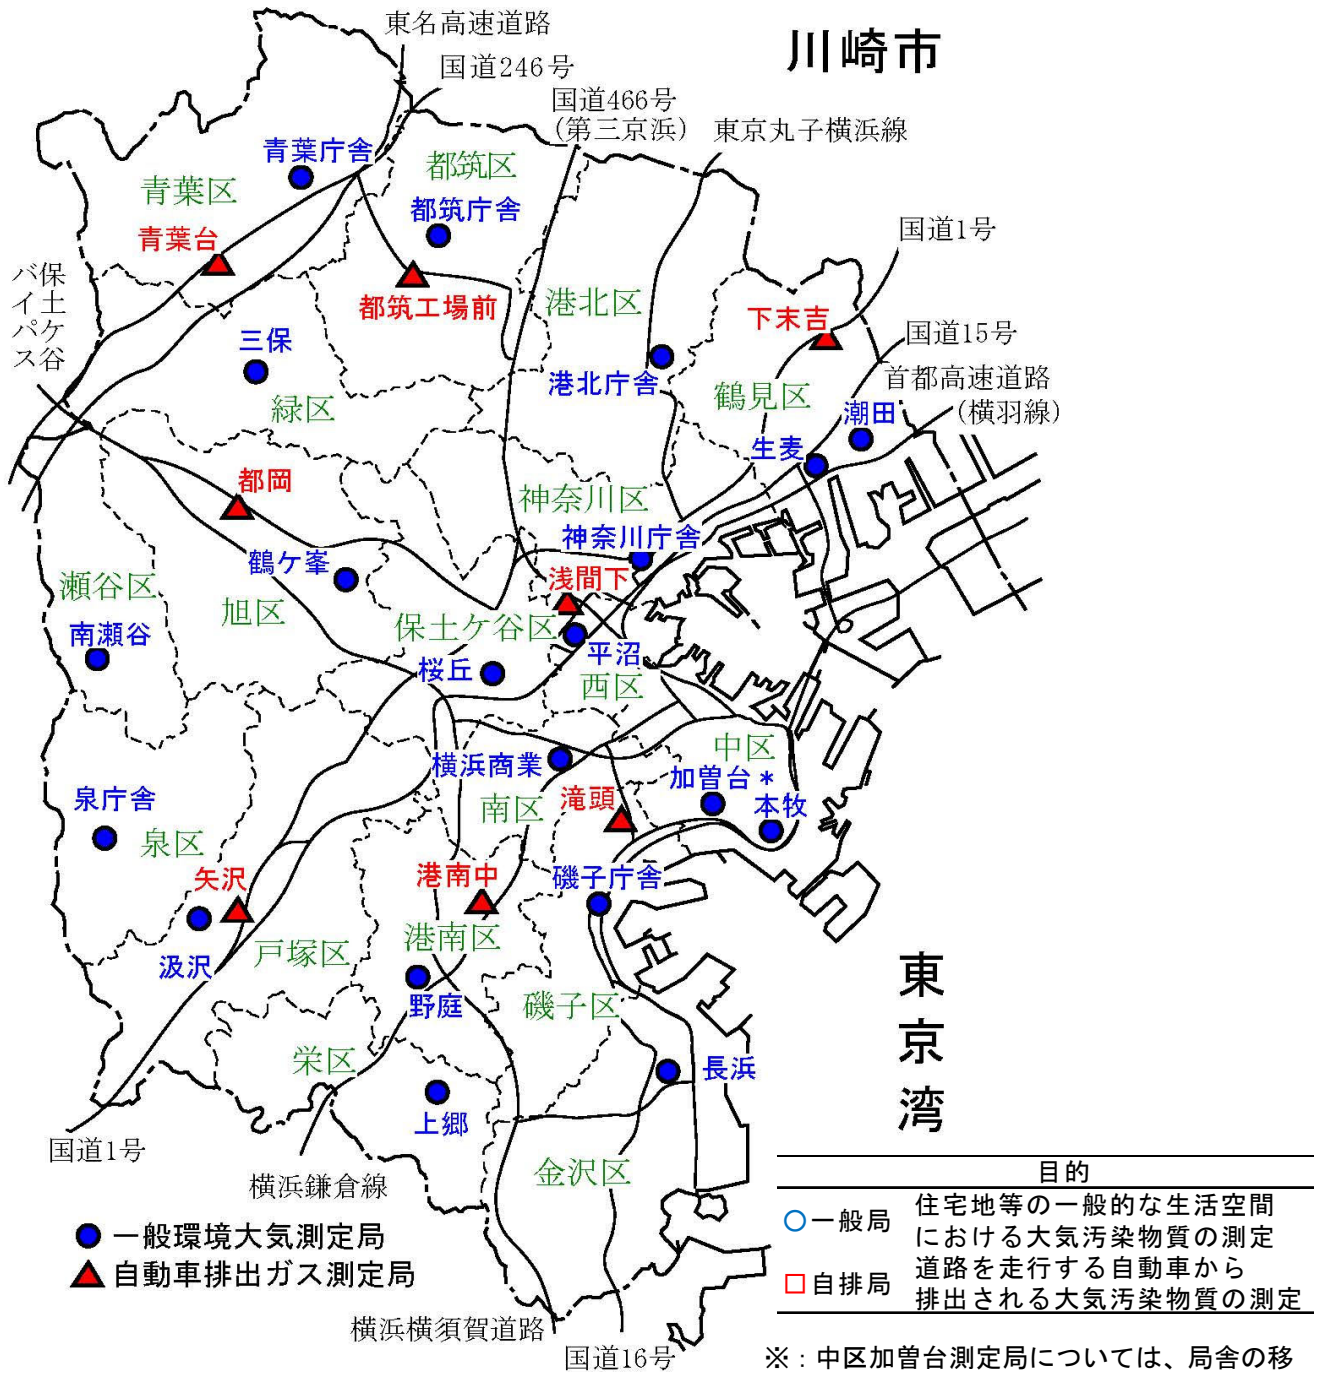 東名高速道路
川崎市
国道246号
国道466号
(第三京浜)
東京丸子横浜線
青葉庁舎
都筑区
青葉区
都筑庁舎
国道1号
青葉台
保土ケ谷
バイパス
都筑工場前
港北区
下末吉
国道15号
三保
港北庁舎
首都高速道路
(横羽線)
鶴見区
緑区
潮田
生麦
都岡
神奈川区
神奈川庁舎
鶴ケ峯
浅間下
瀬谷区
旭区
保土ケ谷区
南瀬谷
平沼
桜丘
西区
中区
横浜商業
加曽台*
泉庁舎
滝頭
本牧
南区
泉区
矢沢
港南中
磯子庁舎
港南区
戸塚区
汲沢
東京湾
野庭
磯子区
栄区
長浜
上郷
国道1号
金沢区
横浜鎌倉線
目的
一般局
住宅地等の一般的な生活空間
における大気汚染物質の測定
自排局
道路を走行する自動車から
排出される大気汚染物質の測定
一般環境大気測定局
自動車排出ガス測定局
横浜横須賀道路
国道16号
※:中区加曽台測定局については、局舎の移